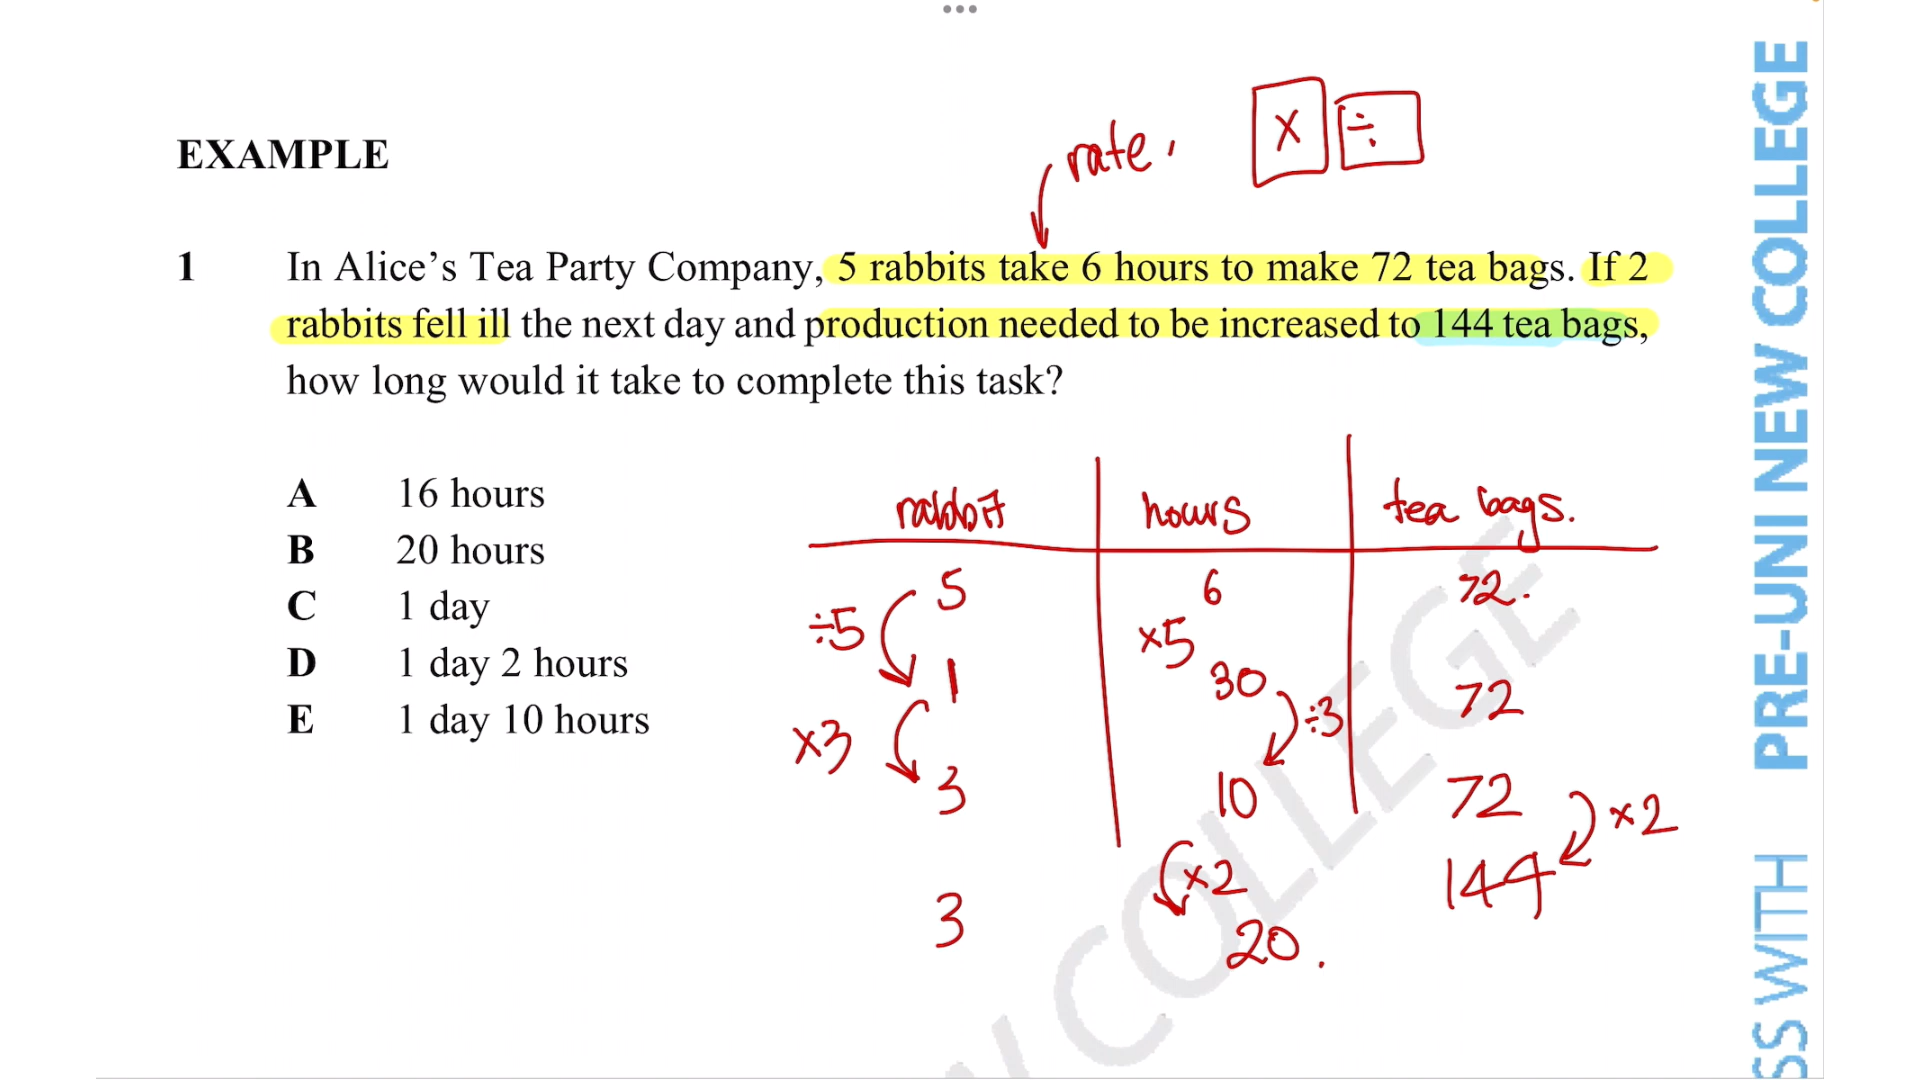 EXAMPLE
rate.
× ÷
1 In Alice's Tea Party Company, 5 rabbits take 6 hours to make 72 tea bags. If 2
rabbits fell ill the next day and production needed to be increased to 144 tea bags,
how long would it take to complete this task?
A 16 hours
B 20 hours
C 1 day
D 1 day 2 hours
E 1 day 10 hours
rabbit hours tea bags.
5 6 72.
÷5 ×5
1 30 72
×3 ÷3
3 10 72
×2 ×2
3 20. 144
W COLLEGE
SS WITH PRE-UNI NEW COLLEGE